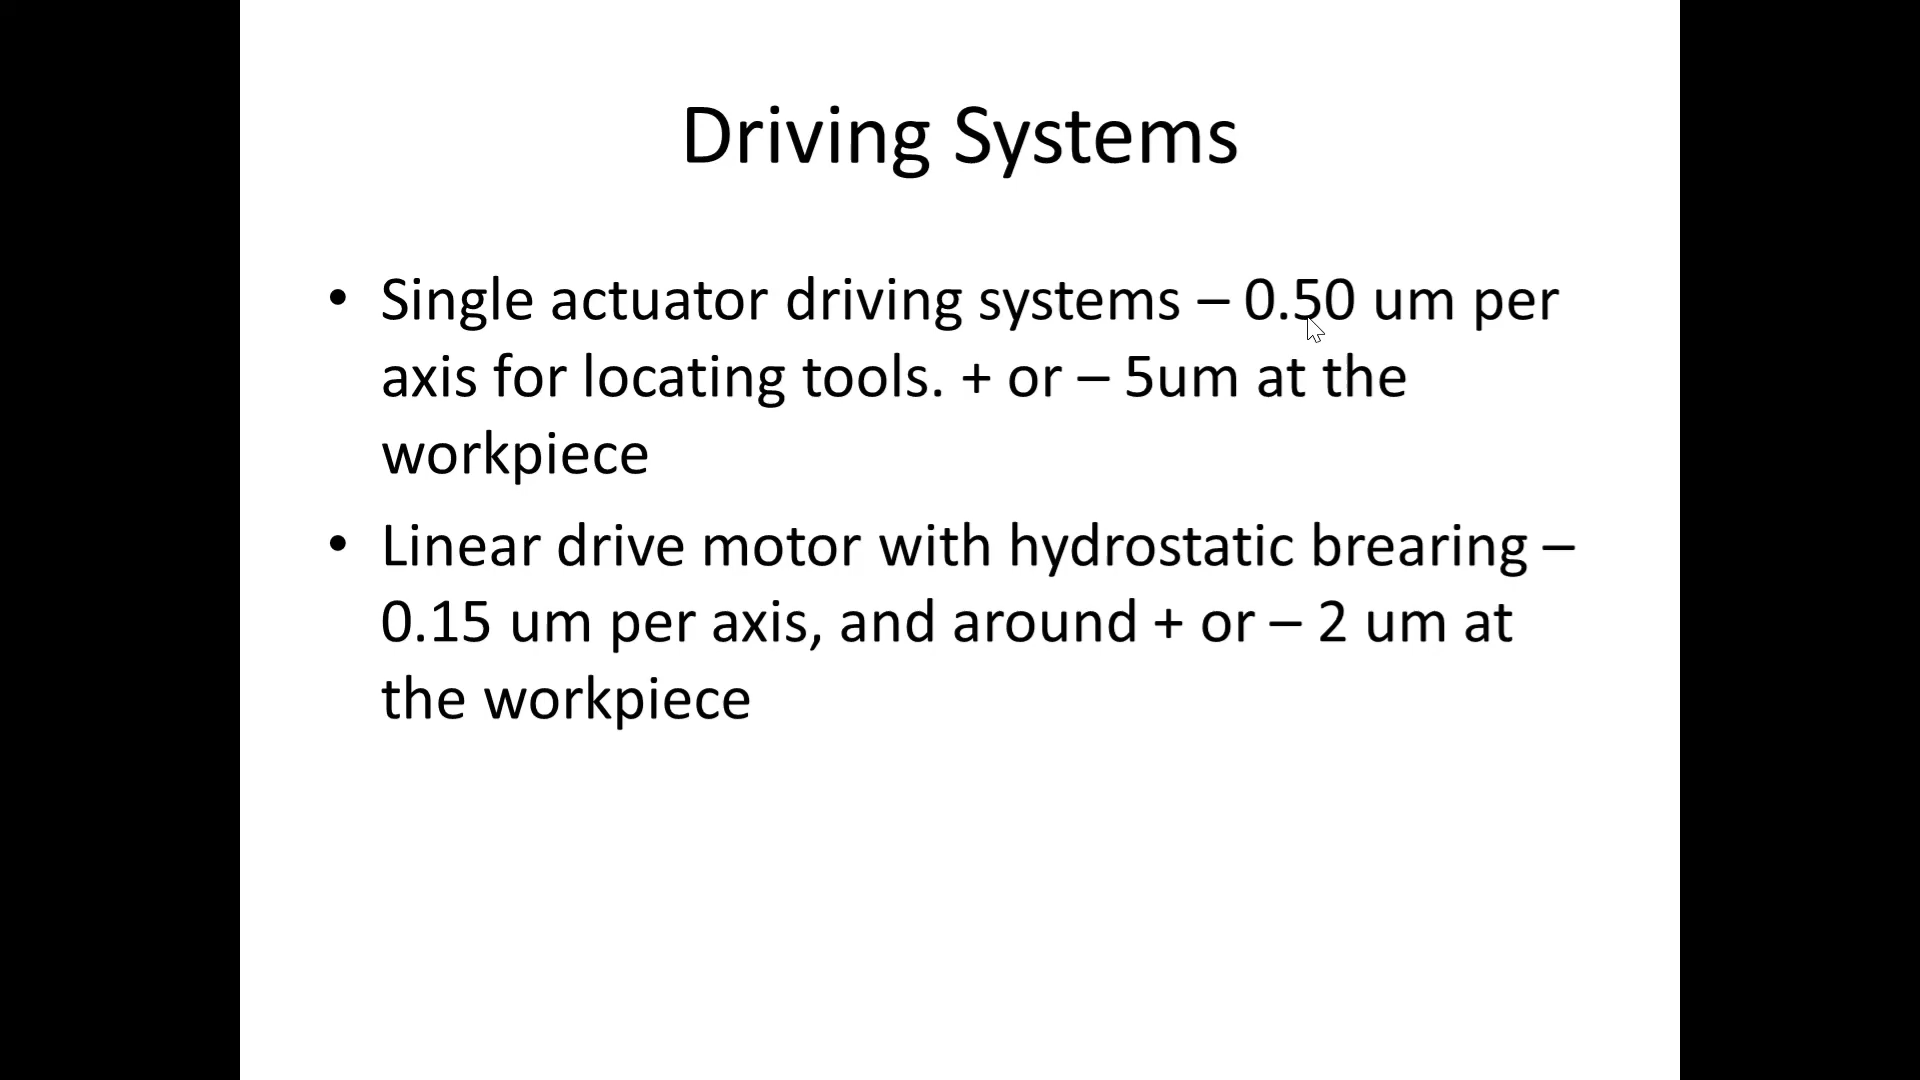 Driving Systems
• Single actuator driving systems – 0.50 um per
axis for locating tools. + or – 5um at the
workpiece
• Linear drive motor with hydrostatic brearing –
0.15 um per axis, and around + or – 2 um at
the workpiece